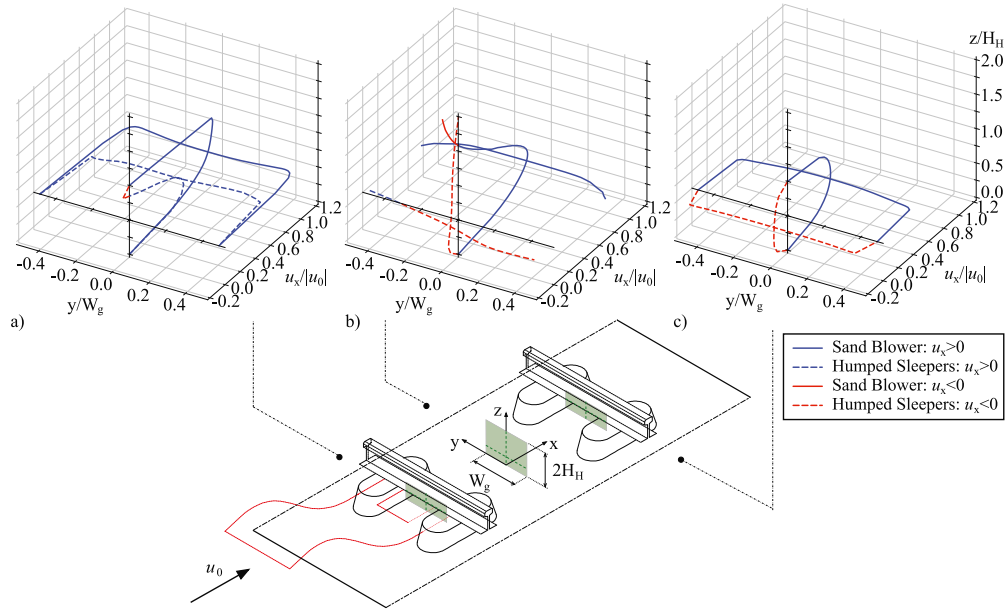 z/H_H
2.0
1.5
1.0
0.5
0.0
-0.4
-0.2
0.0
0.2
0.4
y/W_g
-0.2
0.0
0.2
0.4
0.6
0.8
1.0
1.2
u_x/|u_0|
a)
-0.4
-0.2
0.0
0.2
0.4
y/W_g
-0.2
0.0
0.2
0.4
0.6
0.8
1.0
1.2
u_x/|u_0|
b)
-0.4
-0.2
0.0
0.2
0.4
y/W_g
-0.2
0.0
0.2
0.4
0.6
0.8
1.0
1.2
u_x/|u_0|
c)
Sand Blower: u_x>0
Humped Sleepers: u_x>0
Sand Blower: u_x<0
Humped Sleepers: u_x<0
z
y
x
W_g
2H_H
u_0